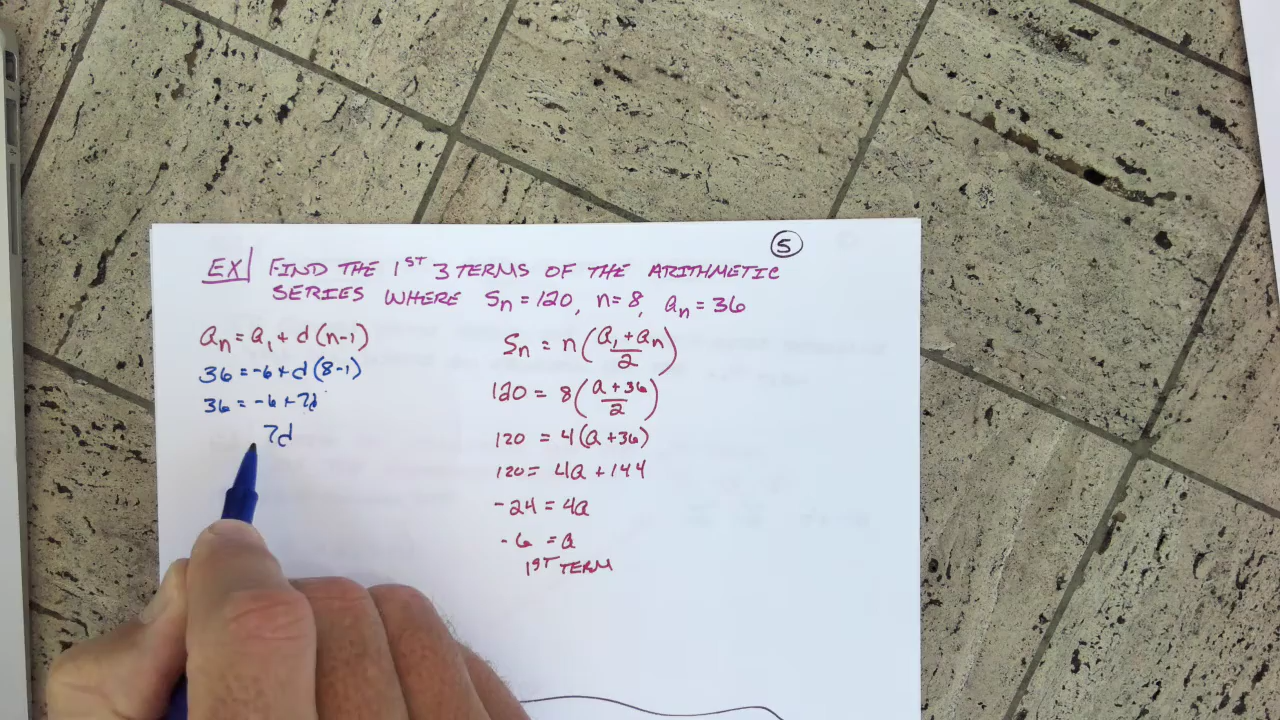 5
EX| FIND THE 1ST 3 TERMS OF THE ARITHMETIC
SERIES WHERE Sn = 120, n = 8, an = 36
an = a1 + d (n-1)
36 = -6 + d (8-1)
36 = -6 + 7d
7d
Sn = n((a1 + an)/2)
120 = 8((a + 36)/2)
120 = 4(a + 36)
120 = 4a + 144
-24 = 4a
-6 = a
1ST TERM